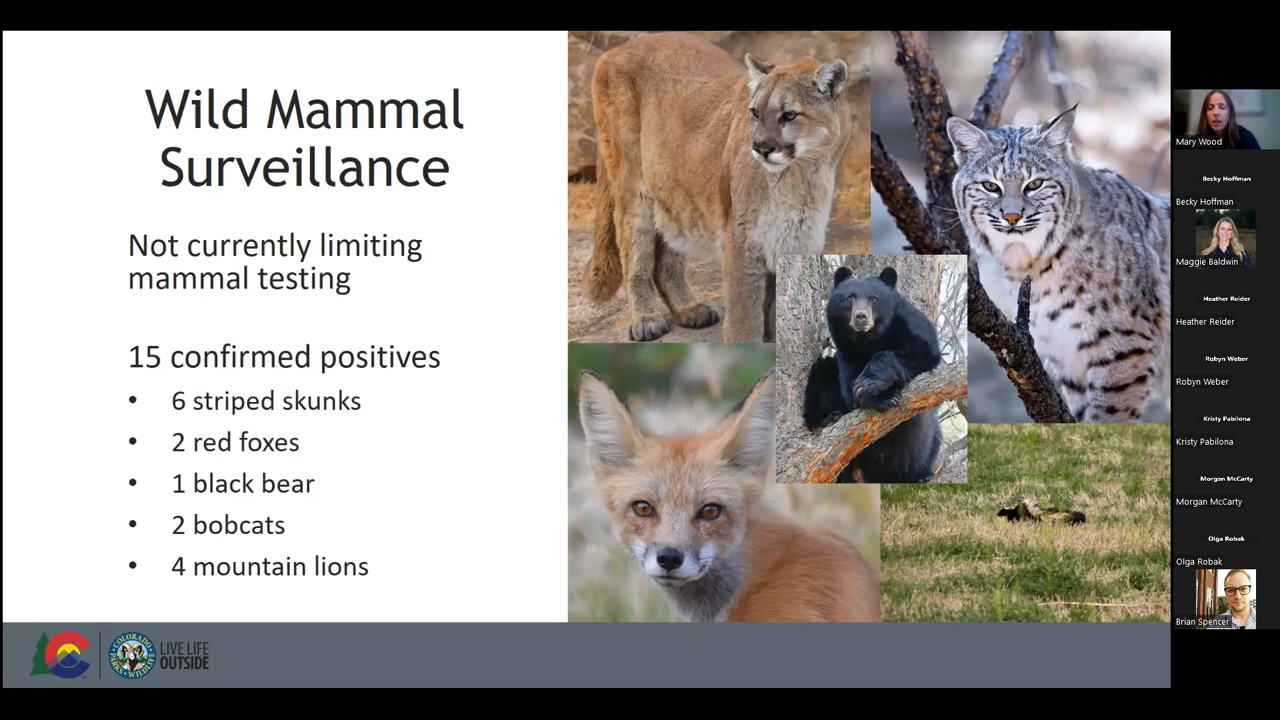 Wild Mammal
Surveillance
Not currently limiting
mammal testing
15 confirmed positives
• 6 striped skunks
• 2 red foxes
• 1 black bear
• 2 bobcats
• 4 mountain lions
COLORADO
PARKS & WILDLIFE
LIVE LIFE
OUTSIDE
Mary Wood
Becky Hoffman
Becky Hoffman
Maggie Baldwin
Heather Reider
Heather Reider
Robyn Weber
Robyn Weber
Kristy Pabilona
Kristy Pabilona
Morgan McCarty
Morgan McCarty
Olga Robak
Olga Robak
Brian Spencer